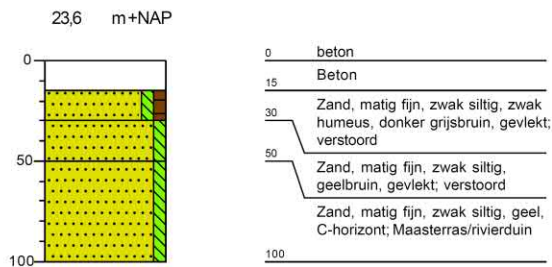 23,6 m+NAP
0
50
100
0 beton
15 Beton
30 Zand, matig fijn, zwak siltig, zwak
humeus, donker grijsbruin, gevlekt;
verstoord
50 Zand, matig fijn, zwak siltig,
geelbruin, gevlekt; verstoord
Zand, matig fijn, zwak siltig, geel,
C-horizont; Maasterras/rivierduin
100